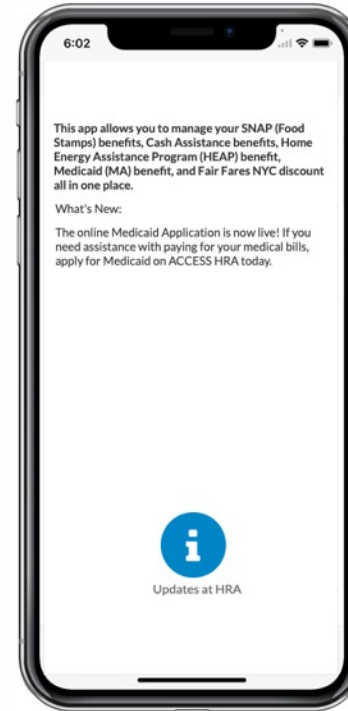 6:02
This app allows you to manage your SNAP (Food
Stamps) benefits, Cash Assistance benefits, Home
Energy Assistance Program (HEAP) benefit,
Medicaid (MA) benefit, and Fair Fares NYC discount
all in one place.
What's New:
The online Medicaid Application is now live! If you
need assistance with paying for your medical bills,
apply for Medicaid on ACCESS HRA today.
i
Updates at HRA